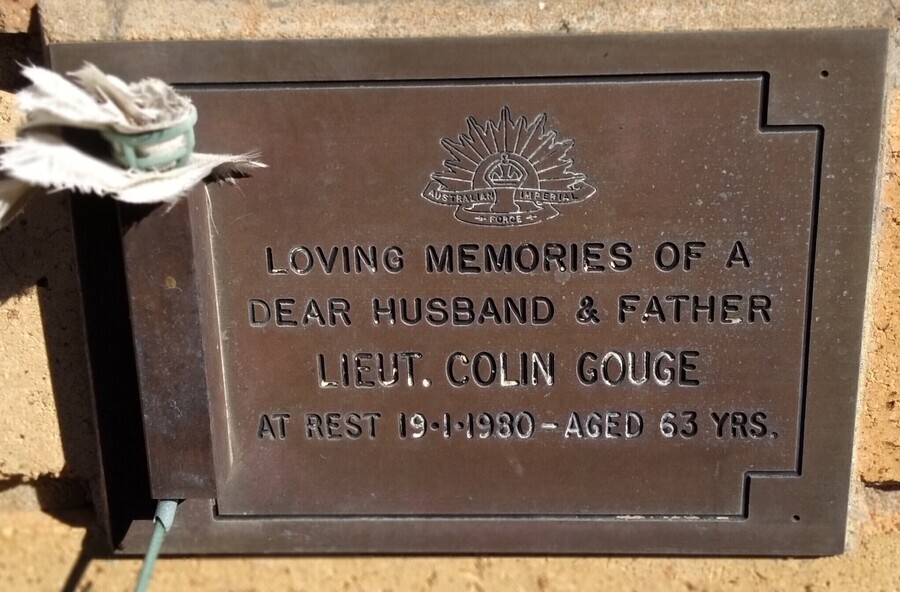 AUSTRALIAN IMPERIAL
FORCE
LOVING MEMORIES OF A
DEAR HUSBAND & FATHER
LIEUT. COLIN GOUGE
AT REST 19·1·1980 - AGED 63 YRS.